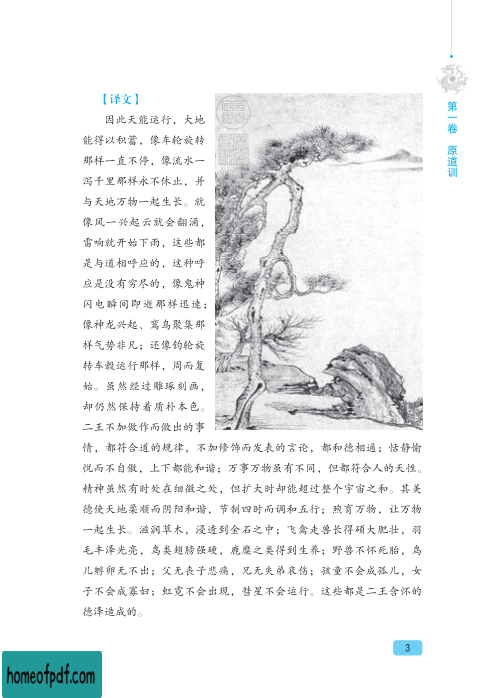 【译文】
因此天能运行，大地
能得以积蓄，像车轮旋转
那样一直不停，像流水一
泻千里那样永不休止，并
与天地万物一起生长。就
像风一兴起云就会翻涌，
雷响就开始下雨，这些都
是与道相呼应的，这种呼
应是没有穷尽的，像鬼神
闪电瞬间即逝那样迅速；
像神龙兴起、鸾鸟聚集那
样气势非凡；还像钧轮旋
转车毂运行那样，周而复
始。虽然经过雕琢刻画，
却仍然保持着质朴本色。
二王不加做作而做出的事
情，都符合道的规律，不加修饰而发表的言论，都和德相通；恬静愉
悦而不自傲，上下都能和谐；万事万物虽有不同，但都符合人的天性。
精神虽然有时处在细微之处，但扩大时却能超过整个宇宙之和。其美
德使天地柔顺而阴阳和谐，节制四时而调和五行；煦育万物，让万物
一起生长。滋润草木，浸透到金石之中；飞禽走兽长得硕大肥壮，羽
毛丰泽光亮，鸟类翅膀强硬，鹿麋之类得到生养；野兽不怀死胎，鸟
儿孵卵无不出；父无丧子悲痛，兄无失弟哀伤；孩童不会成孤儿，女
子不会成寡妇；虹霓不会出现，彗星不会运行。这些都是二王含怀的
德泽造成的。
第一卷 原道训
3
homeofpdf.com